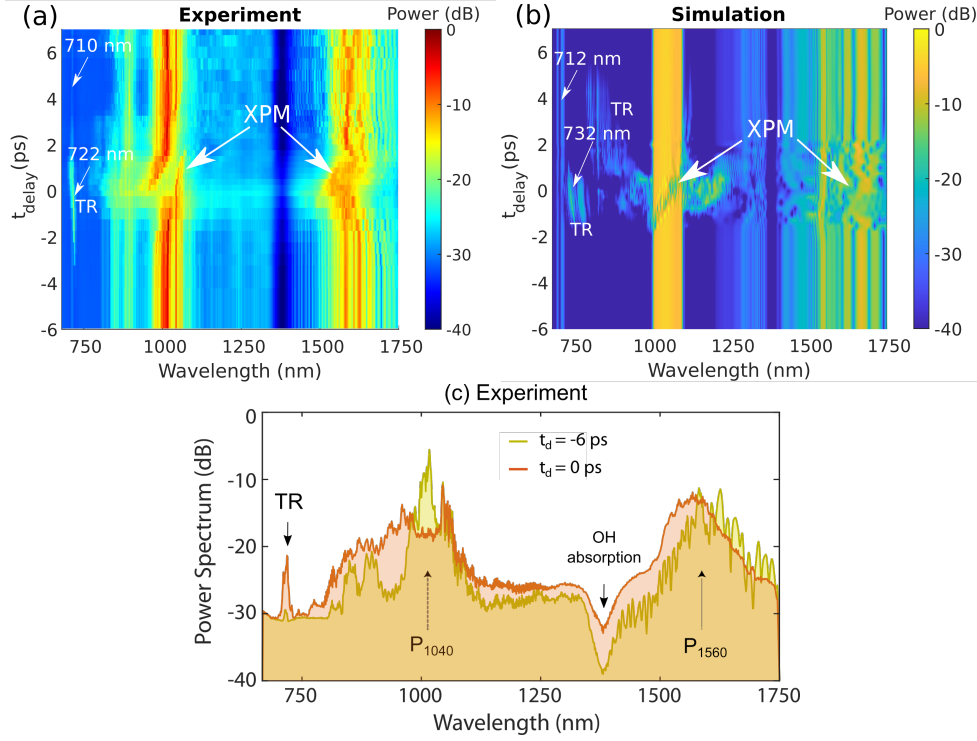 (a)
Experiment
Power (dB)
710 nm
XPM
722 nm
TR
t_delay (ps)
6
4
2
0
-2
-4
-6
750
1000
1250
1500
1750
Wavelength (nm)
0
-10
-20
-30
-40
(b)
Simulation
Power (dB)
712 nm
TR
732 nm
XPM
TR
t_delay (ps)
6
4
2
0
2
-4
-6
750
1000
1250
1500
1750
Wavelength (nm)
0
-10
-20
-30
-40
(c) Experiment
t_d = -6 ps
t_d = 0 ps
TR
OH
absorption
P_1040
P_1560
Power Spectrum (dB)
0
-10
-20
-30
-40
750
1000
1250
1500
1750
Wavelength (nm)